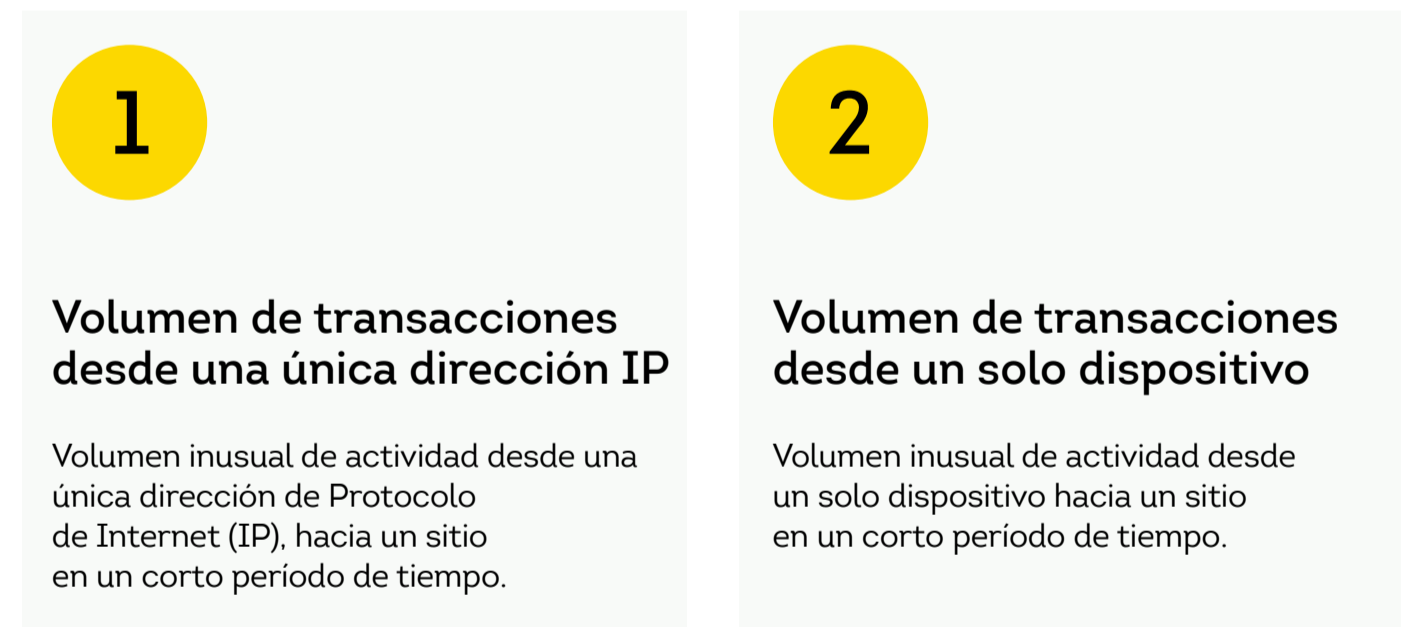 1
Volumen de transacciones
desde una única dirección IP
Volumen inusual de actividad desde una
única dirección de Protocolo
de Internet (IP), hacia un sitio
en un corto período de tiempo.
2
Volumen de transacciones
desde un solo dispositivo
Volumen inusual de actividad desde
un solo dispositivo hacia un sitio
en un corto período de tiempo.